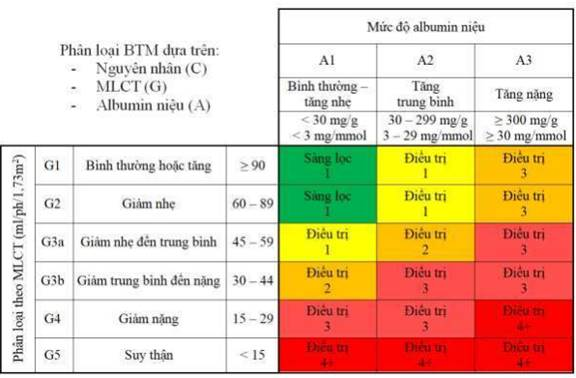 Phân loại BTM dựa trên:
- Nguyên nhân (C)
- MLCT (G)
- Albumin niệu (A)
Mức độ albumin niệu
A1 A2 A3
Bình thường – tăng nhẹ
Tăng trung bình
Tăng nặng
< 30 mg/g
< 3 mg/mmol
30 – 299 mg/g
3 – 29 mg/mmol
≥ 300 mg/g
≥ 30 mg/mmol
Phân loại theo MLCT (ml/ph/1,73m²)
G1 Bình thường hoặc tăng ≥ 90 Sàng lọc 1 Điều trị 1 Điều trị 3
G2 Giảm nhẹ 60 – 89 Sàng lọc 1 Điều trị 1 Điều trị 3
G3a Giảm nhẹ đến trung bình 45 – 59 Điều trị 1 Điều trị 2 Điều trị 3
G3b Giảm trung bình đến nặng 30 – 44 Điều trị 2 Điều trị 3 Điều trị 3
G4 Giảm nặng 15 – 29 Điều trị 3 Điều trị 3 Điều trị 4+
G5 Suy thận < 15 Điều trị 4+ Điều trị 4+ Điều trị 4+